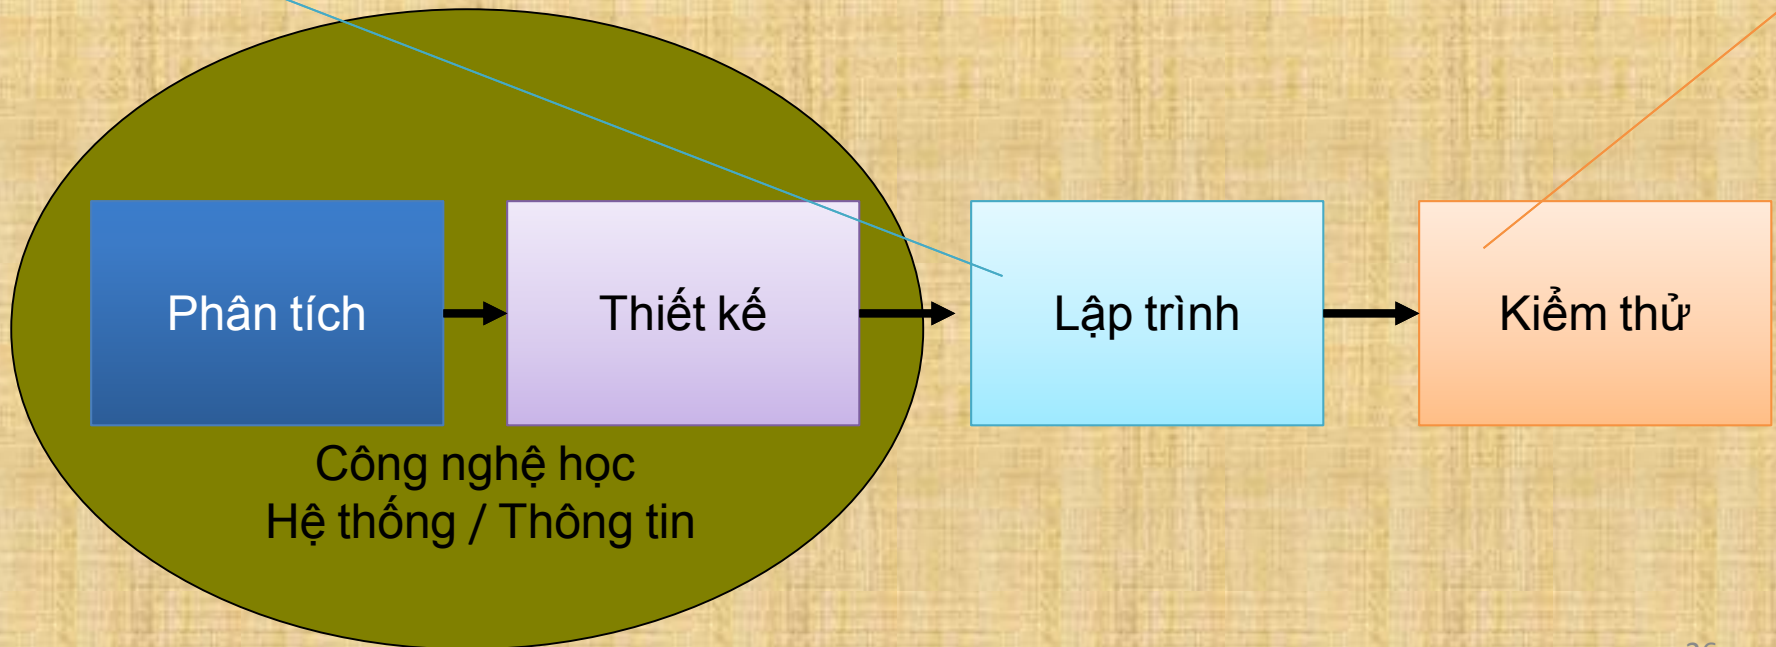 Phân tích
Thiết kế
Lập trình
Kiểm thử
Công nghệ học
Hệ thống / Thông tin